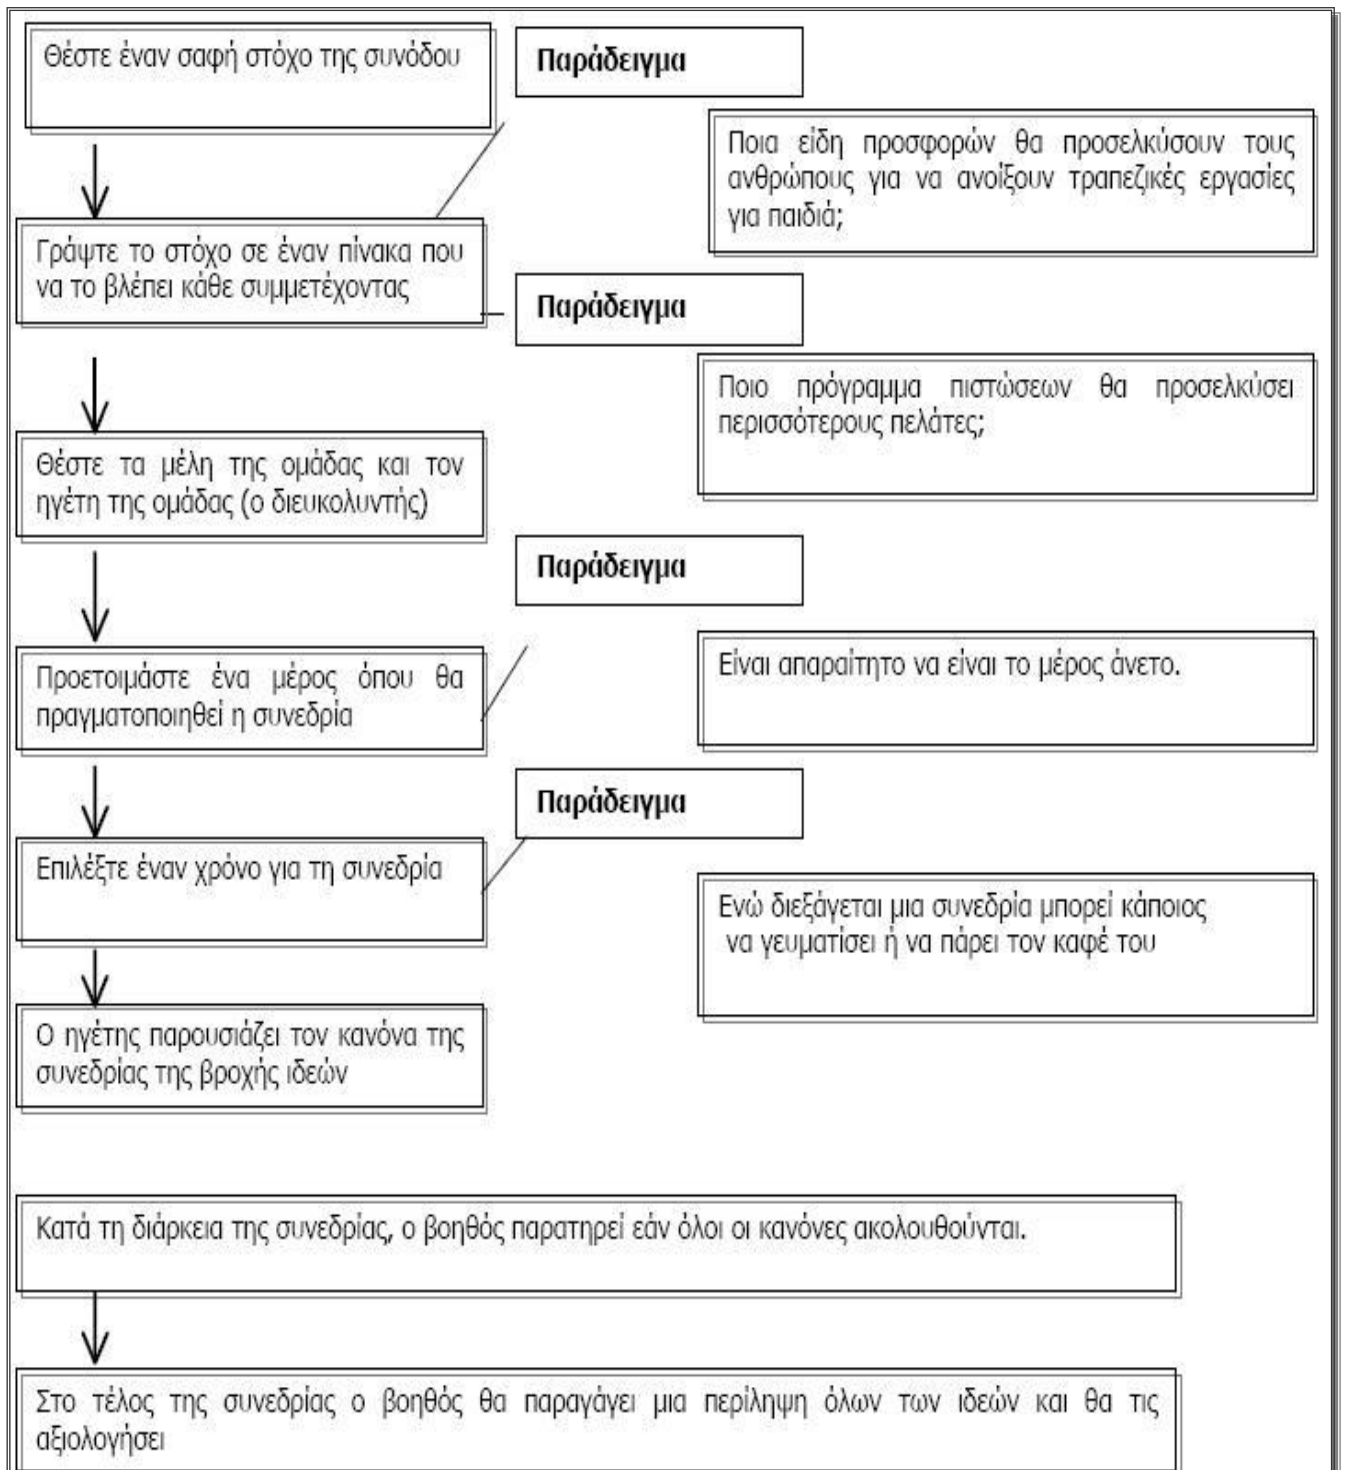 Θέστε έναν σαφή στόχο της συνόδου
Παράδειγμα
Ποια είδη προσφορών θα προσελκύσουν τους
ανθρώπους για να ανοίξουν τραπεζικές εργασίες
για παιδιά;
Γράψτε το στόχο σε έναν πίνακα που
να το βλέπει κάθε συμμετέχοντας
Παράδειγμα
Ποιο πρόγραμμα πιστώσεων θα προσελκύσει
περισσότερους πελάτες;
Θέστε τα μέλη της ομάδας και τον
ηγέτη της ομάδας (ο διευκολυντής)
Παράδειγμα
Είναι απαραίτητο να είναι το μέρος άνετο.
Προετοιμάστε ένα μέρος όπου θα
πραγματοποιηθεί η συνεδρία
Παράδειγμα
Επιλέξτε έναν χρόνο για τη συνεδρία
Ενώ διεξάγεται μια συνεδρία μπορεί κάποιος
να γευματίσει ή να πάρει τον καφέ του
Ο ηγέτης παρουσιάζει τον κανόνα της
συνεδρίας της βροχής ιδεών
Κατά τη διάρκεια της συνεδρίας, ο βοηθός παρατηρεί εάν όλοι οι κανόνες ακολουθούνται.
Στο τέλος της συνεδρίας ο βοηθός θα παραγάγει μια περίληψη όλων των ιδεών και θα τις
αξιολογήσει